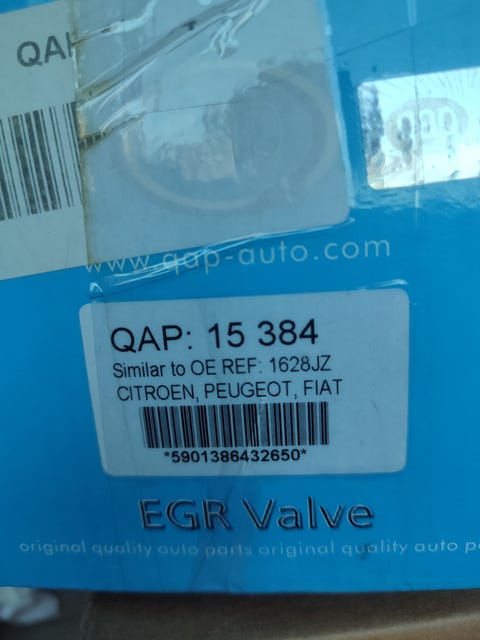 QAP
qap
www.qap-auto.com
QAP: 15 384
Similar to OE REF: 1628JZ
CITROEN, PEUGEOT, FIAT
*5901386432650*
EGR Valve
original quality auto parts original quality auto p